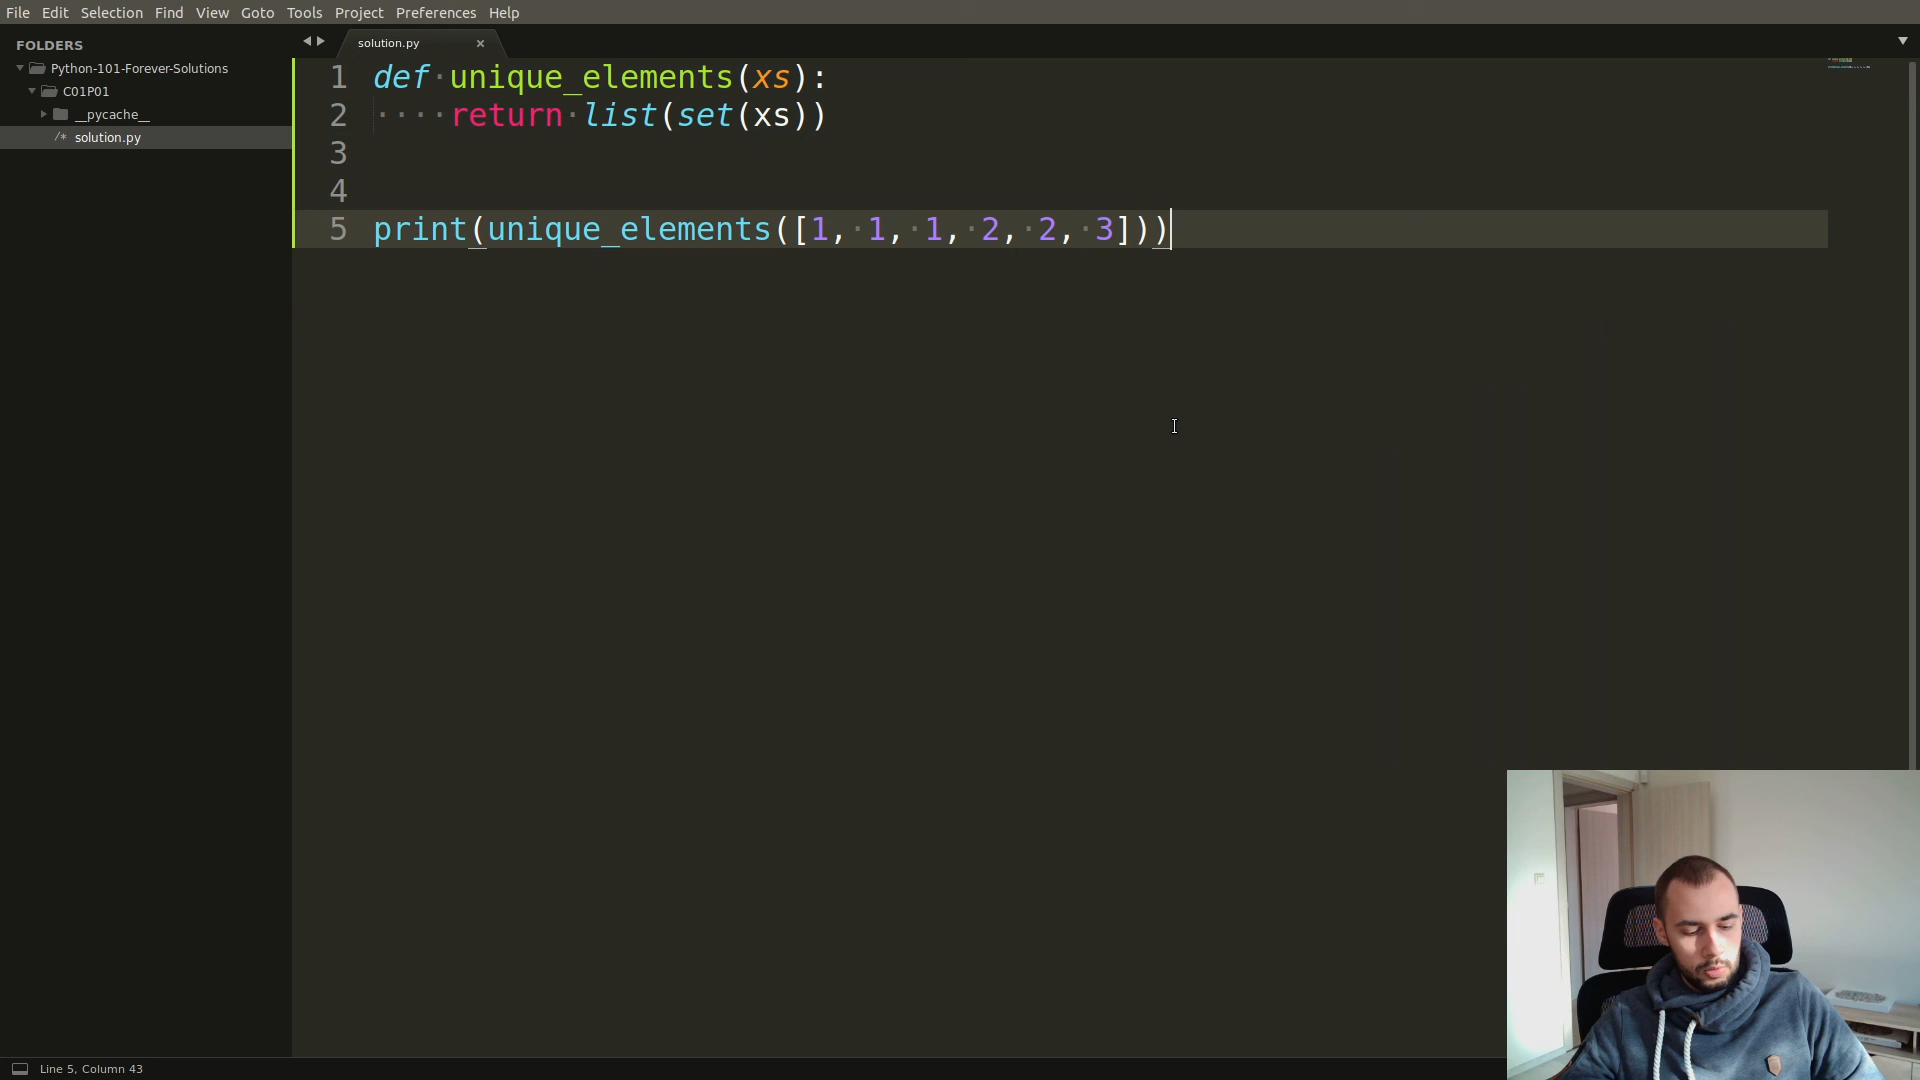 File Edit Selection Find View Goto Tools Project Preferences Help
FOLDERS
Python-101-Forever-Solutions
C01P01
__pycache__
/* solution.py
solution.py ×
1 def unique_elements(xs):
2 ····return list(set(xs))
3
4
5 print(unique_elements([1, 1, 1, 2, 2, 3]))
Line 5, Column 43